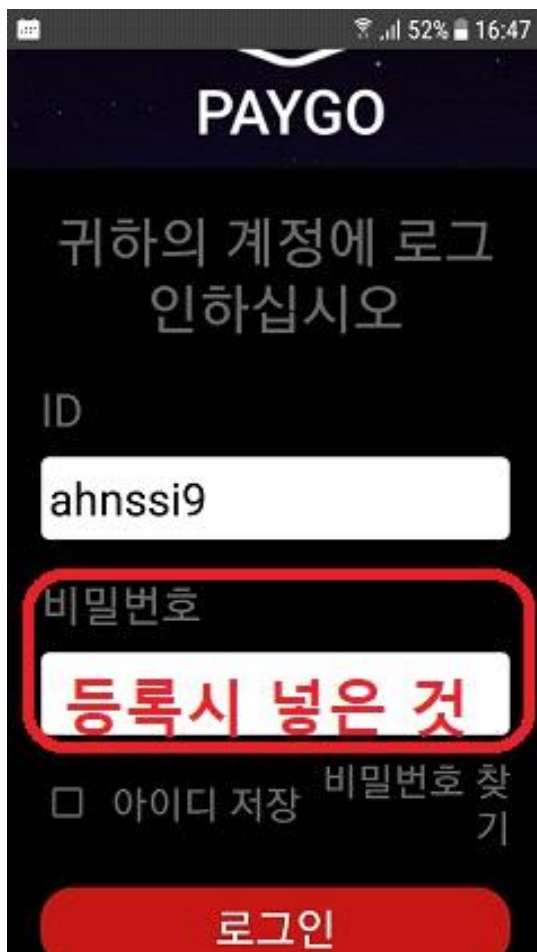 52% 16:47
PAYGO
귀하의 계정에 로그
인하십시오
ID
ahnssi9
비밀번호
등록시 넣은 것
아이디 저장
비밀번호 찾
기
로그인